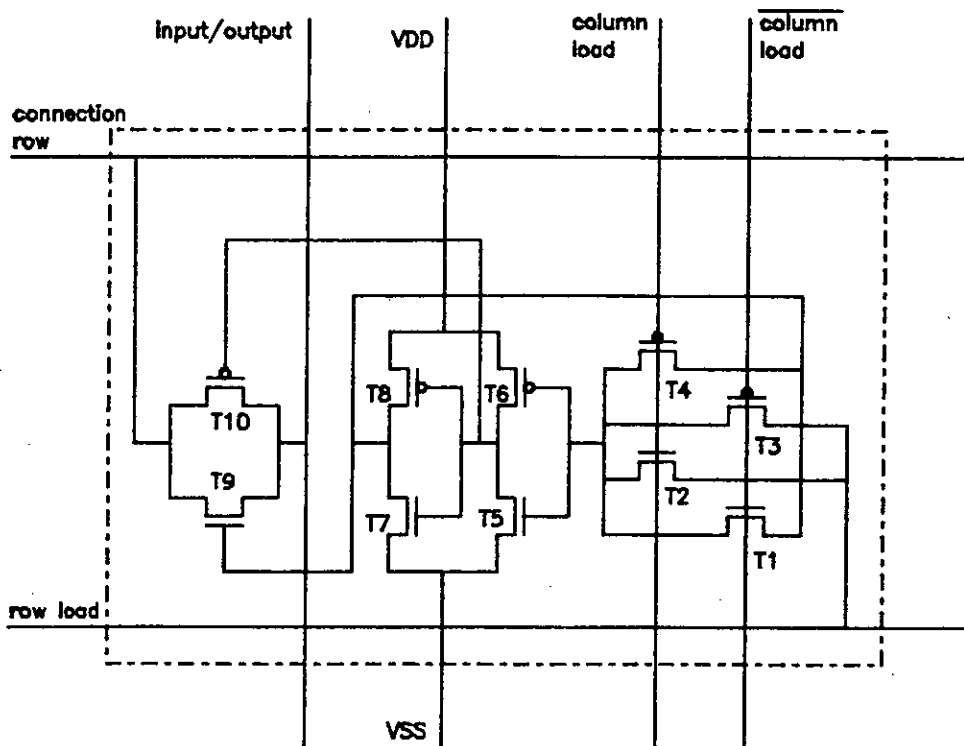 input/output
VDD
column
load
column
load
connection
row
T8
T6
T4
T10
T3
T9
T2
T7
T5
T1
row load
VSS